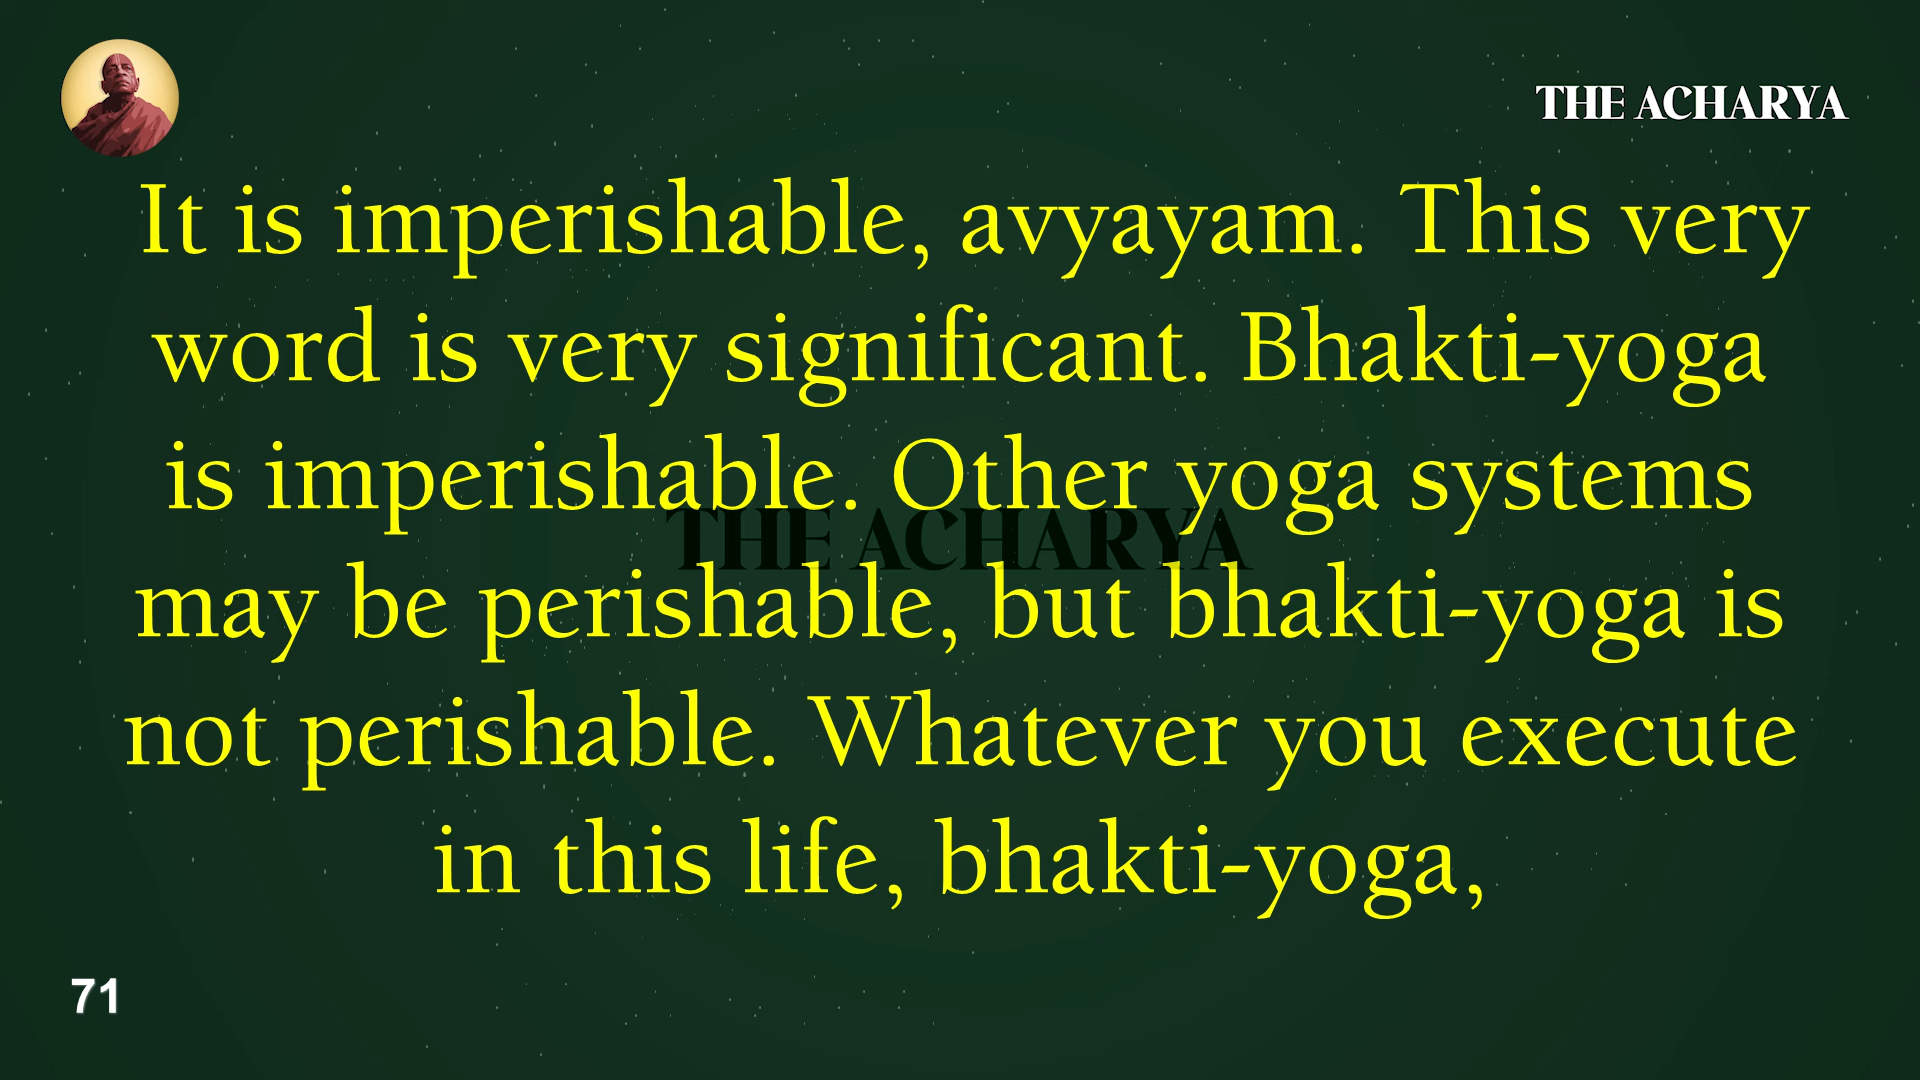 THE ACHARYA
It is imperishable, avyayam. This very
word is very significant. Bhakti-yoga
is imperishable. Other yoga systems
THE ACHARYA
may be perishable, but bhakti-yoga is
not perishable. Whatever you execute
in this life, bhakti-yoga,
71